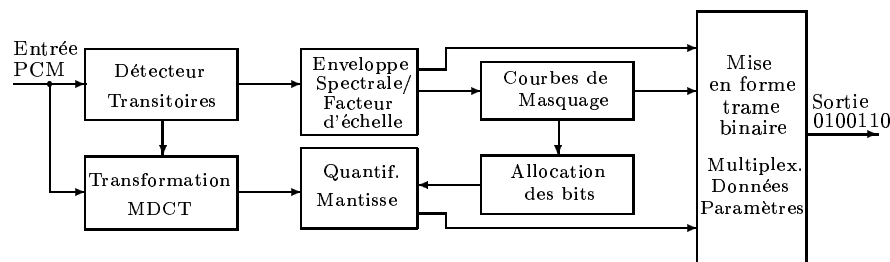 Entrée
PCM
Détecteur
Transitoires
Transformation
MDCT
Enveloppe
Spectrale/
Facteur
d'échelle
Quantif.
Mantisse
Courbes de
Masquage
Allocation
des bits
Mise
en forme
trame
binaire
Multiplex.
Données
Paramètres
Sortie
0100110